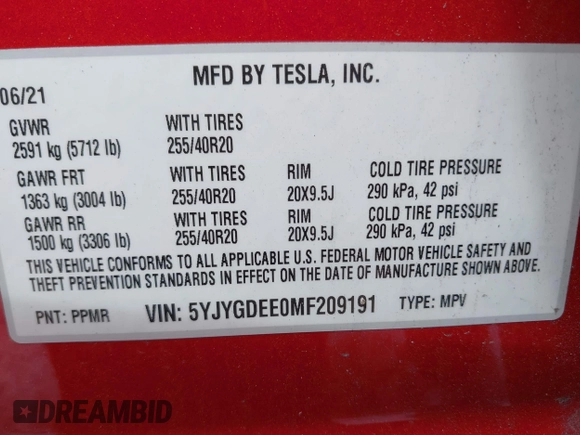 MFD BY TESLA, INC.
06/21
GVWR WITH TIRES
2591 kg (5712 lb) 255/40R20
GAWR FRT WITH TIRES RIM COLD TIRE PRESSURE
1363 kg (3004 lb) 255/40R20 20X9.5J 290 kPa, 42 psi
GAWR RR WITH TIRES RIM COLD TIRE PRESSURE
1500 kg (3306 lb) 255/40R20 20X9.5J 290 kPa, 42 psi
THIS VEHICLE CONFORMS TO ALL APPLICABLE U.S. FEDERAL MOTOR VEHICLE SAFETY AND
THEFT PREVENTION STANDARDS IN EFFECT ON THE DATE OF MANUFACTURE SHOWN ABOVE.
PNT: PPMR VIN: 5YJYGDEE0MF209191 TYPE: MPV
DREAMBID